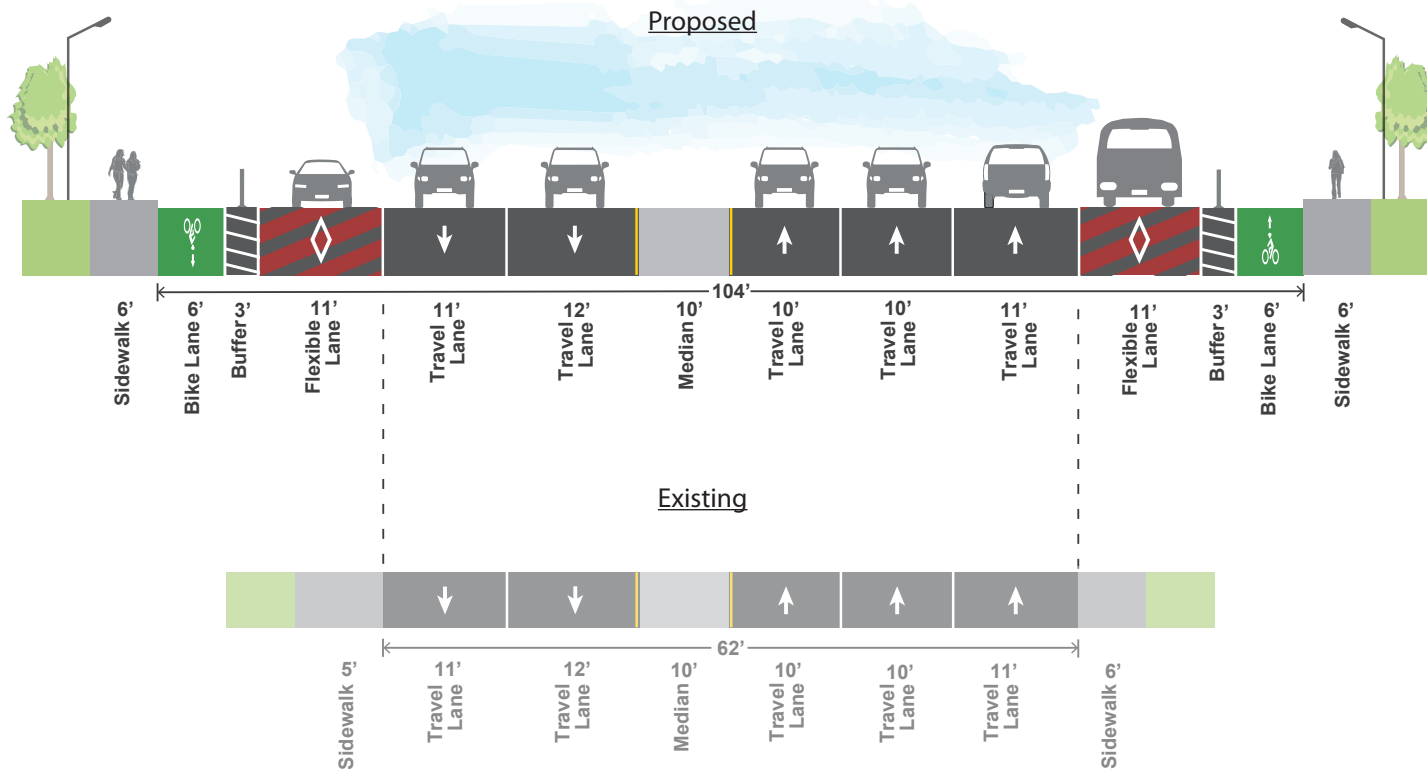 Proposed
104’
Sidewalk 6’
Bike Lane 6’
Buffer 3’
11’
Flexible
Lane
11’
Travel
Lane
12’
Travel
Lane
Median 10’
10’
Travel
Lane
10’
Travel
Lane
11’
Travel
Lane
11’
Flexible
Lane
Buffer 3’
Bike Lane 6’
Sidewalk 6’
Existing
62’
Sidewalk 5’
11’
Travel
Lane
12’
Travel
Lane
Median 10’
10’
Travel
Lane
10’
Travel
Lane
11’
Travel
Lane
Sidewalk 6’